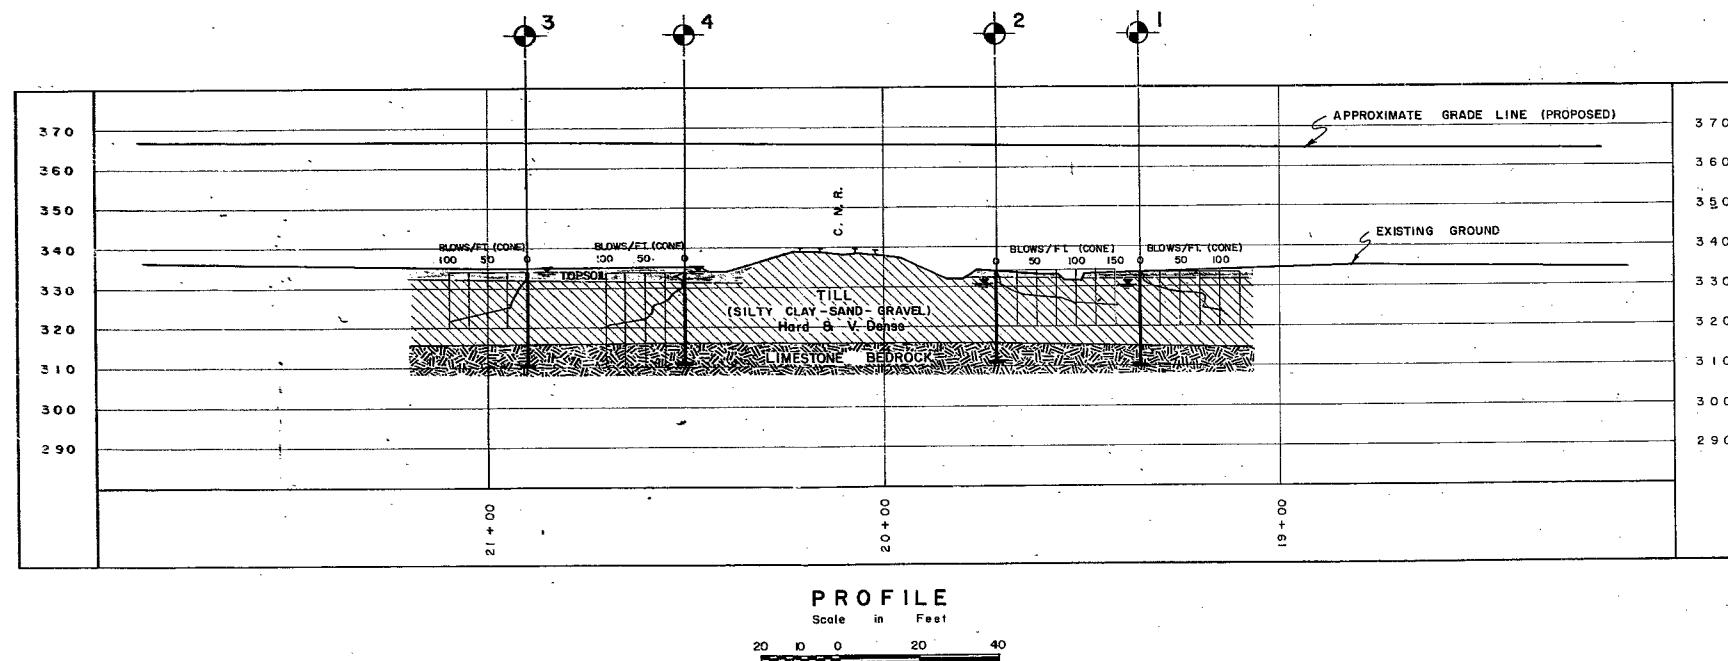 3 4 2 1
APPROXIMATE GRADE LINE (PROPOSED)
370 370
360 360
350 350
C. N. R.
EXISTING GROUND
340 340
BLOWS/FT. (CONE) BLOWS/FT. (CONE) BLOWS/FT. (CONE) BLOWS/FT. (CONE)
100 50 0 100 50 0 0 50 100 150 0 50 100
TOPSOIL
330 330
TILL
(SILTY CLAY-SAND-GRAVEL)
Hard & V. Dense
320 320
LIMESTONE BEDROCK
310 310
300 300
290 290
21+00 20+00 19+00
PROFILE
Scale in Feet
20 10 0 20 40